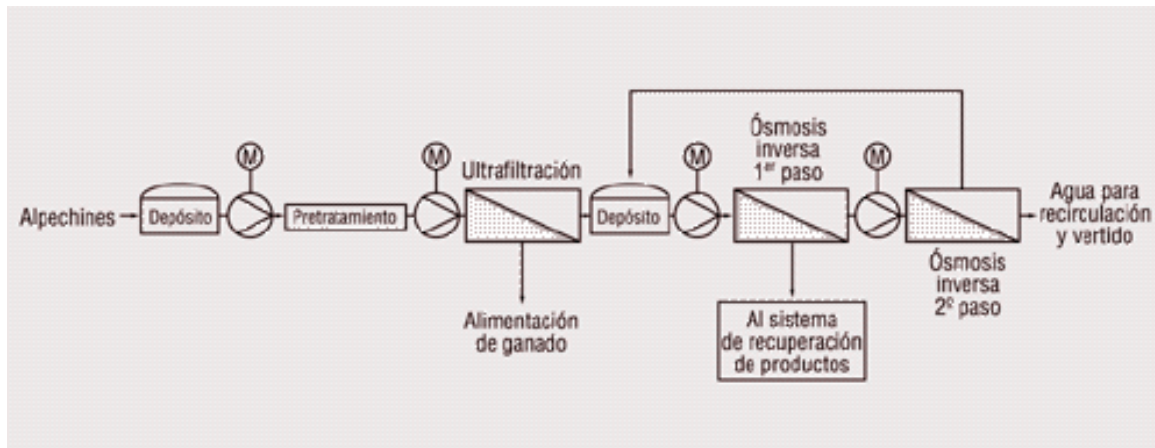 Alpechines
Depósito
M
Pretratamiento
M
Ultrafiltración
Alimentación
de ganado
Depósito
M
Ósmosis
inversa
1er paso
Al sistema
de recuperación
de productos
M
Ósmosis
inversa
2º paso
Agua para
recirculación
y vertido